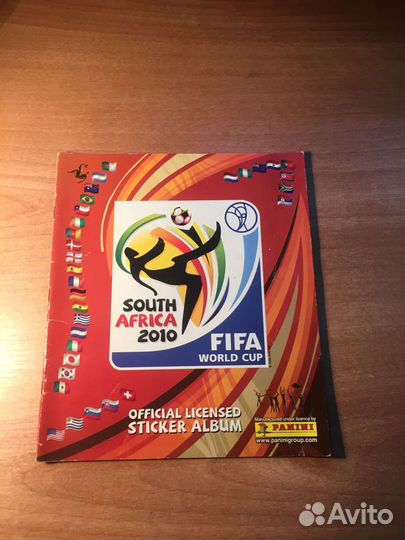 SOUTH
AFRICA
2010
FIFA
WORLD CUP
OFFICIAL LICENSED
STICKER ALBUM
Manufactured under licence by
PANINI
www.paninigroup.com
Avito